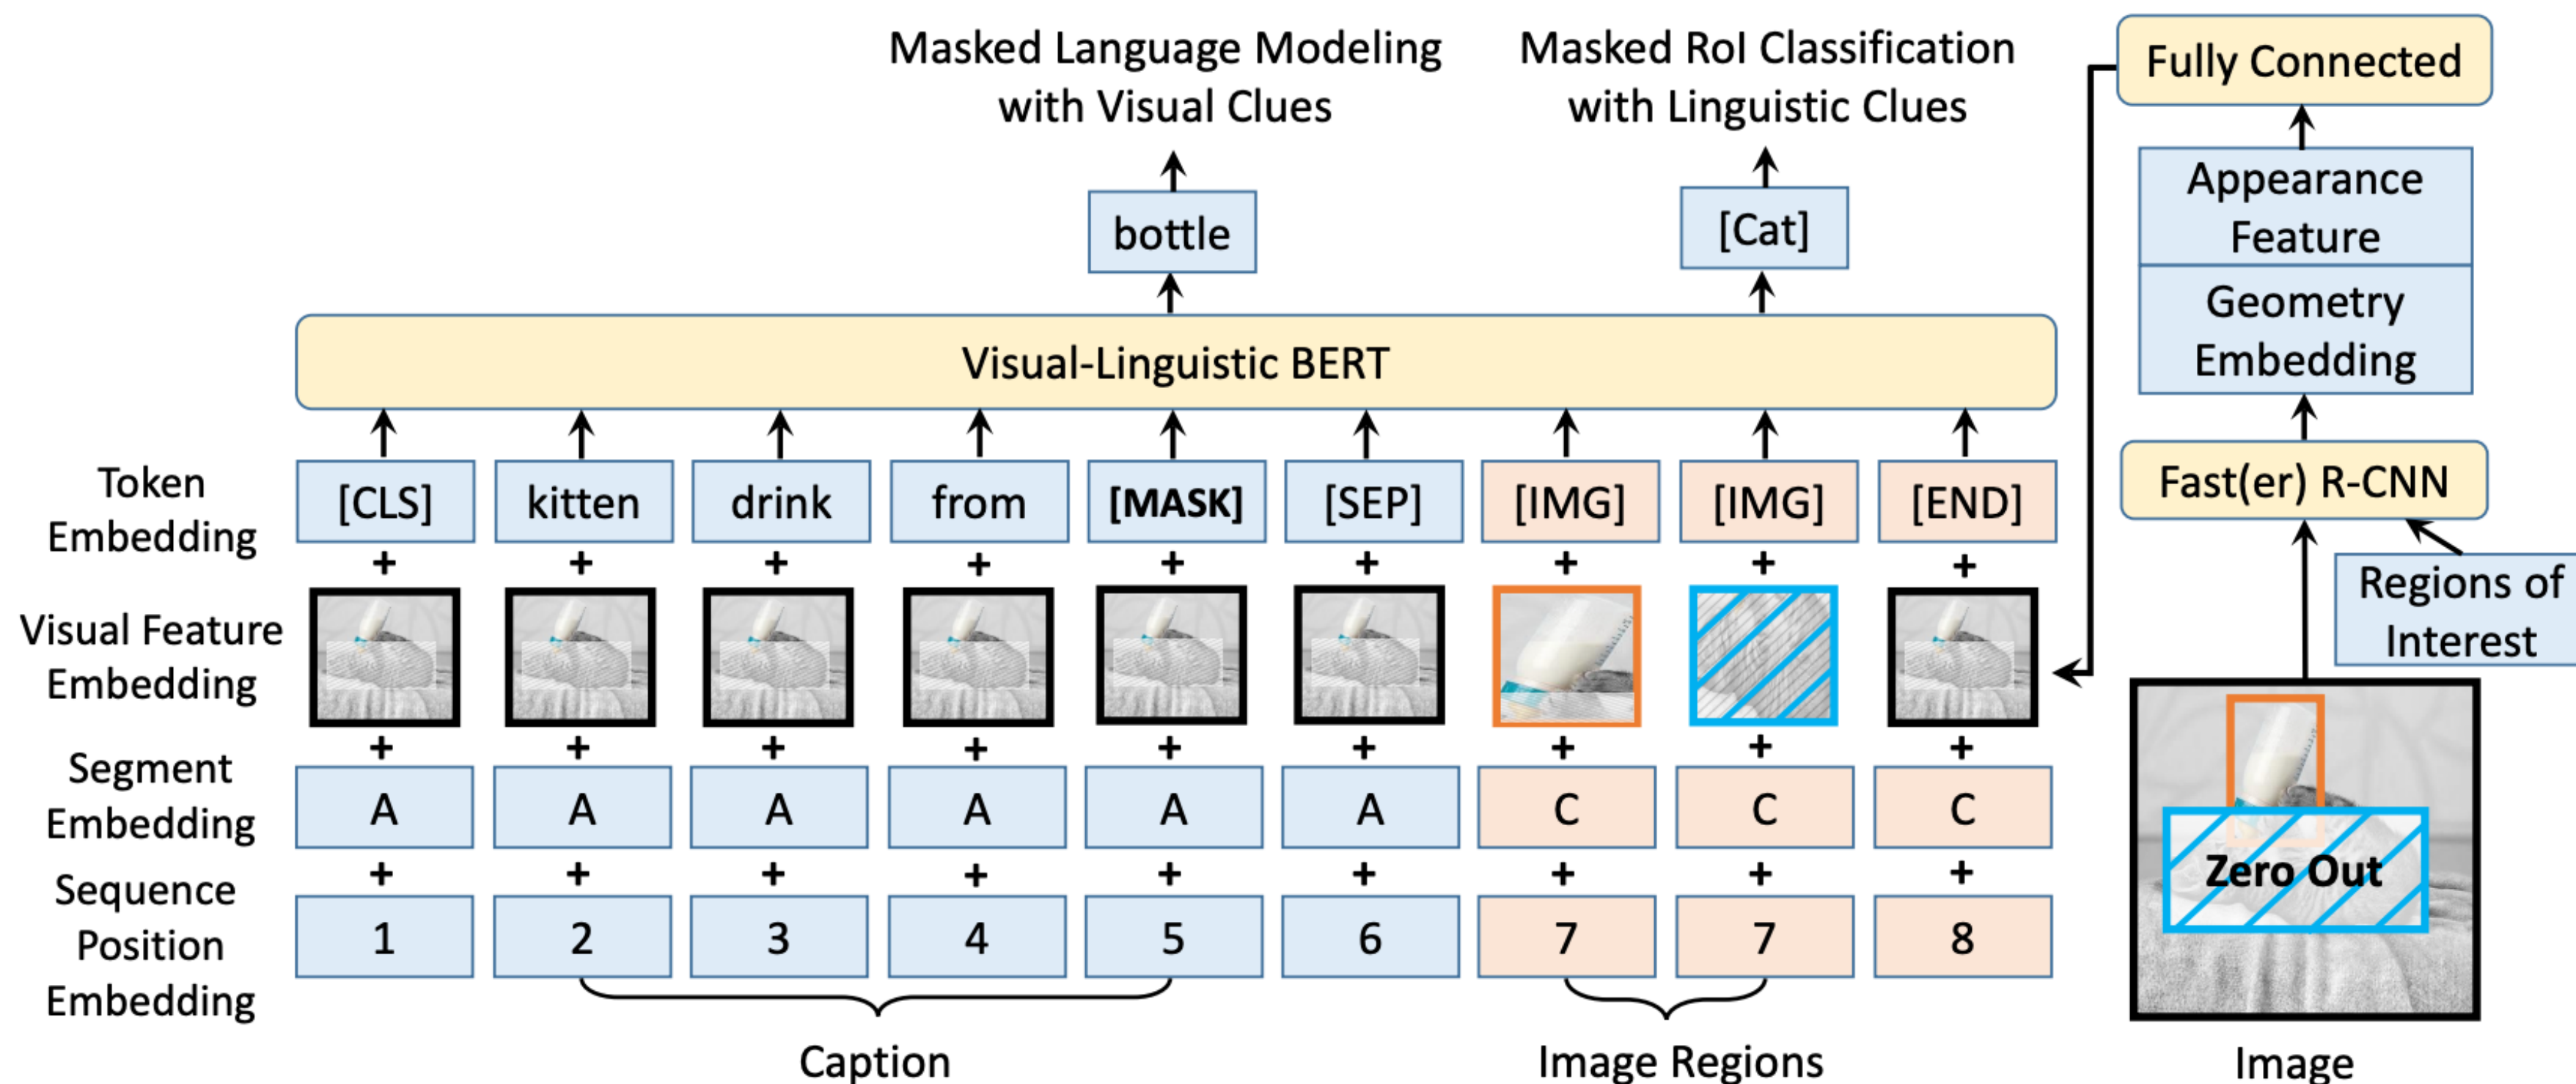 Masked Language Modeling
with Visual Clues
Masked RoI Classification
with Linguistic Clues
Fully Connected
Appearance
Feature
Geometry
Embedding
bottle
[Cat]
Visual-Linguistic BERT
Fast(er) R-CNN
Regions of
Interest
Token
Embedding
[CLS] kitten drink from [MASK] [SEP] [IMG] [IMG] [END]
+ + + + + + + + +
Visual Feature
Embedding
+ + + + + + + + +
Segment
Embedding
A A A A A A C C C
+ + + + + + + + +
Sequence
Position
Embedding
1 2 3 4 5 6 7 7 8
Zero Out
Caption
Image Regions
Image